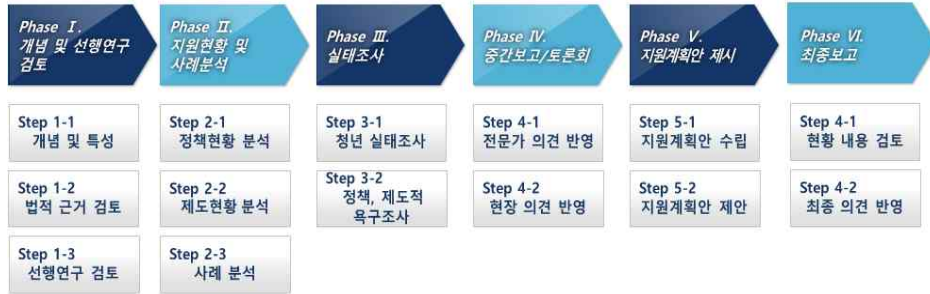 Phase Ⅰ.
개념 및 선행연구
검토
Phase Ⅱ.
지원현황 및
사례분석
Phase Ⅲ.
실태조사
Phase Ⅳ.
중간보고/토론회
Phase Ⅴ.
지원계획안 제시
Phase Ⅵ.
최종보고
Step 1-1
개념 및 특성
Step 1-2
법적 근거 검토
Step 1-3
선행연구 검토
Step 2-1
정책현황 분석
Step 2-2
제도현황 분석
Step 2-3
사례 분석
Step 3-1
청년 실태조사
Step 3-2
정책, 제도적
욕구조사
Step 4-1
전문가 의견 반영
Step 4-2
현장 의견 반영
Step 5-1
지원계획안 수립
Step 5-2
지원계획안 제안
Step 4-1
현황 내용 검토
Step 4-2
최종 의견 반영